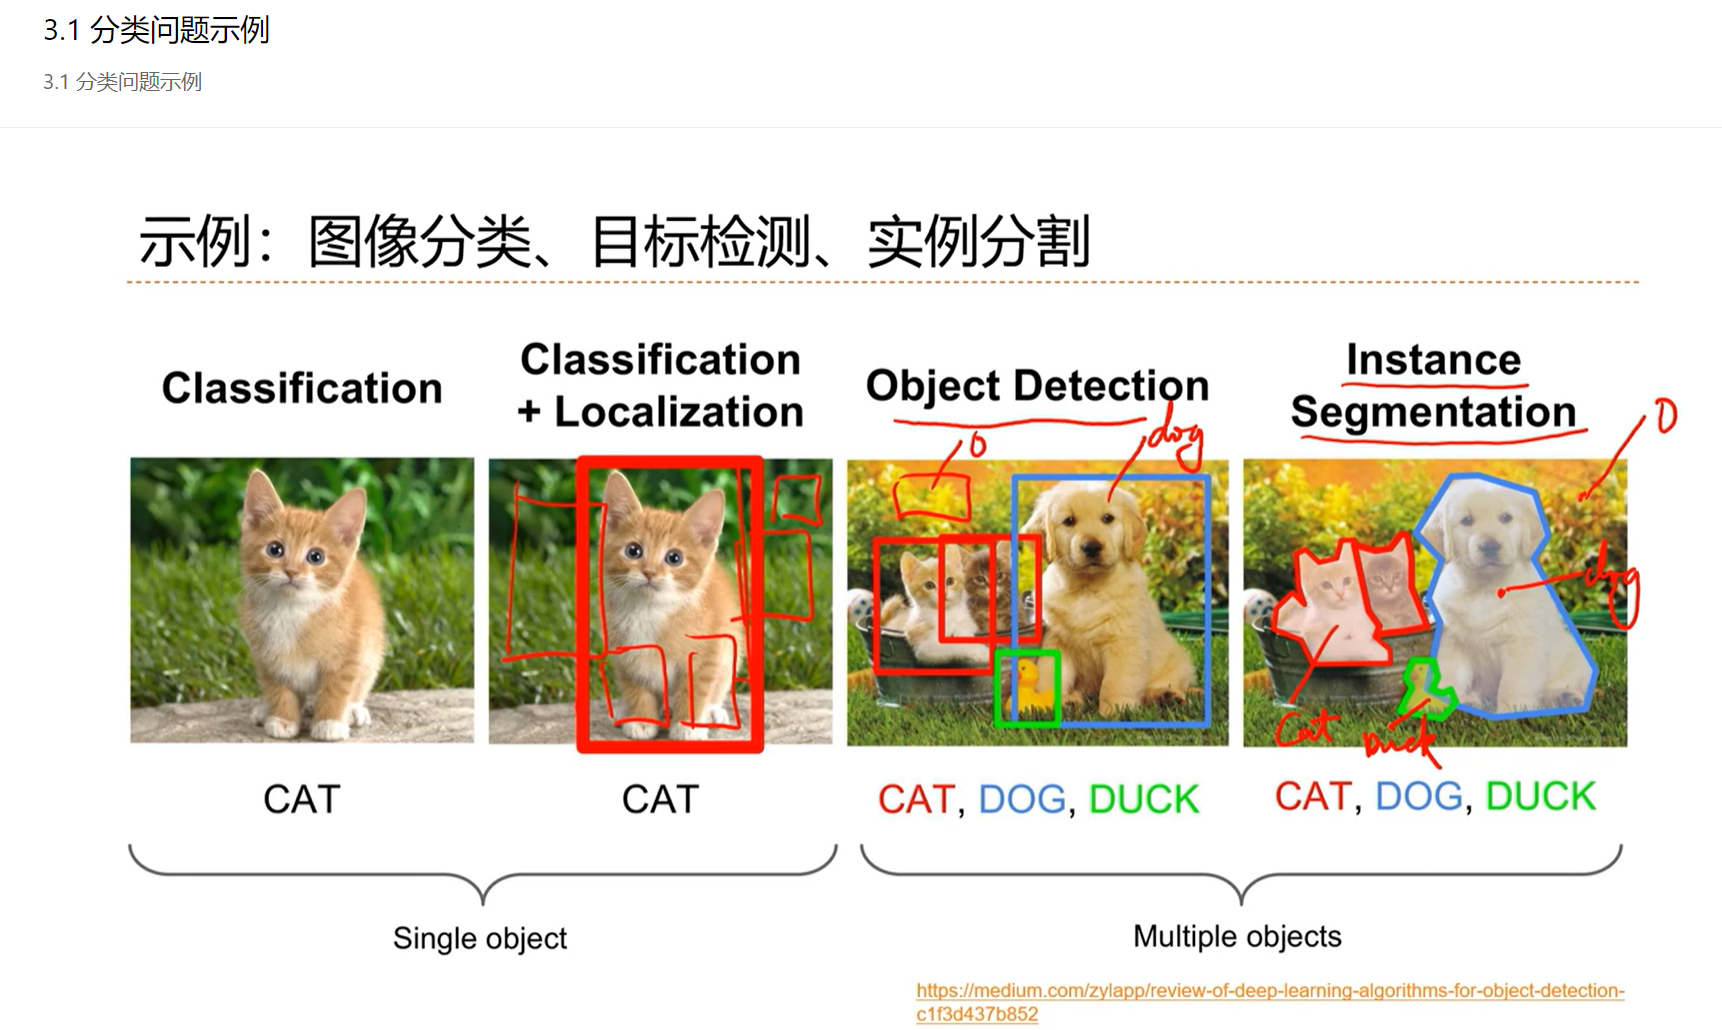 3.1 分类问题示例
3.1 分类问题示例
示例：图像分类、目标检测、实例分割
Classification
Classification
+ Localization
Object Detection
Instance
Segmentation
0
dog
0
dog
Cat
Duck
CAT
CAT
CAT, DOG, DUCK
CAT, DOG, DUCK
Single object
Multiple objects
https://medium.com/zylapp/review-of-deep-learning-algorithms-for-object-detection-
c1f3d437b852